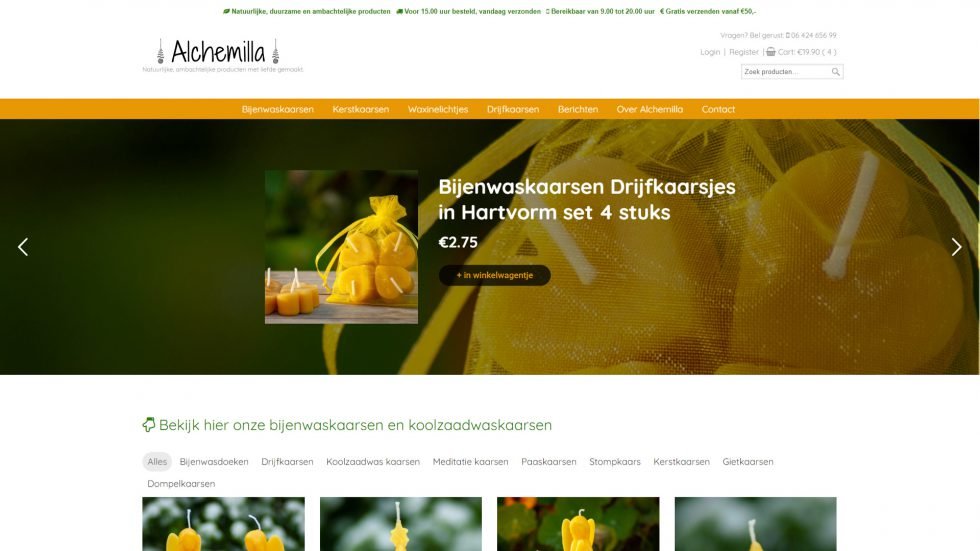 Natuurlijke, duurzame en ambachtelijke producten Voor 15.00 uur besteld, vandaag verzonden Bereikbaar van 9.00 tot 20.00 uur € Gratis verzenden vanaf €50,-
Vragen? Bel gerust: 06 424 656 99
Alchemilla
Natuurlijke, ambachtelijke producten met liefde gemaakt.
Login | Register | Cart: €19.90 ( 4 )
Zoek producten...
Bijenwaskaarsen Kerstkaarsen Waxinelichtjes Drijfkaarsen Berichten Over Alchemilla Contact
Bijenwaskaarsen Drijfkaarsjes
in Hartvorm set 4 stuks
€2.75
+ in winkelwagentje
Bekijk hier onze bijenwaskaarsen en koolzaadwaskaarsen
Alles Bijenwasdoeken Drijfkaarsen Koolzaadwas kaarsen Meditatie kaarsen Paaskaarsen Stompkaars Kerstkaarsen Gietkaarsen
Dompelkaarsen